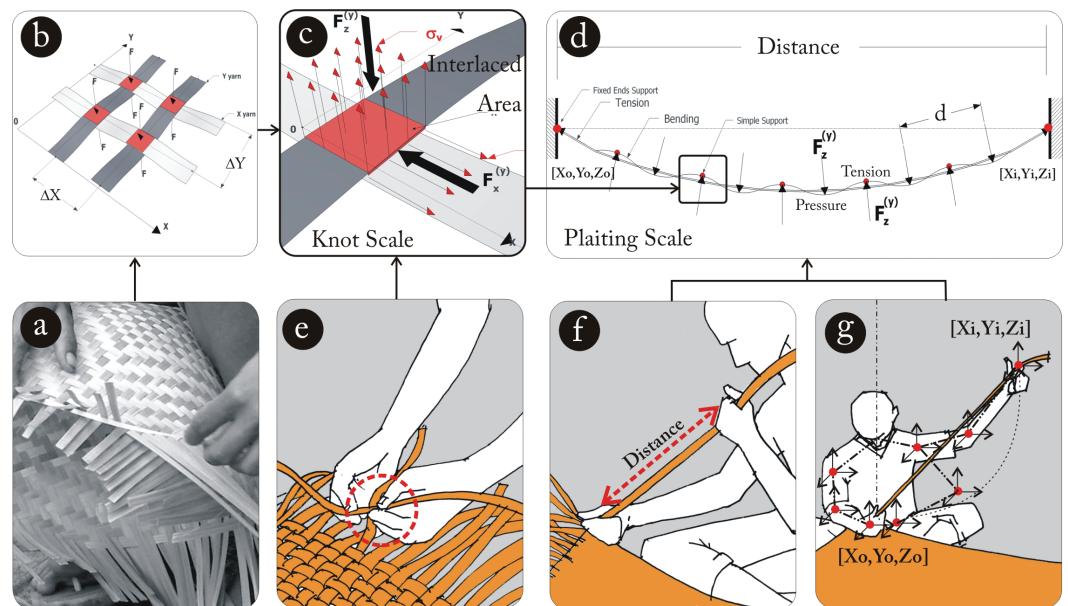 b
Y
F
F
Y yarn
F
F
X yarn
O
F
F
F
F
ΔX
ΔY
X
c
F_z^(y)
σ_v
Y
Interlaced
Area
O
F_x^(y)
X
Knot Scale
d
Distance
Fixed Ends Support
Tension
Bending
Simple Support
F_z^(y)
d
[Xo,Yo,Zo]
Tension
[Xi,Yi,Zi]
Pressure
F_z^(y)
Plaiting Scale
a
e
f
Distance
g
[Xi,Yi,Zi]
[Xo,Yo,Zo]